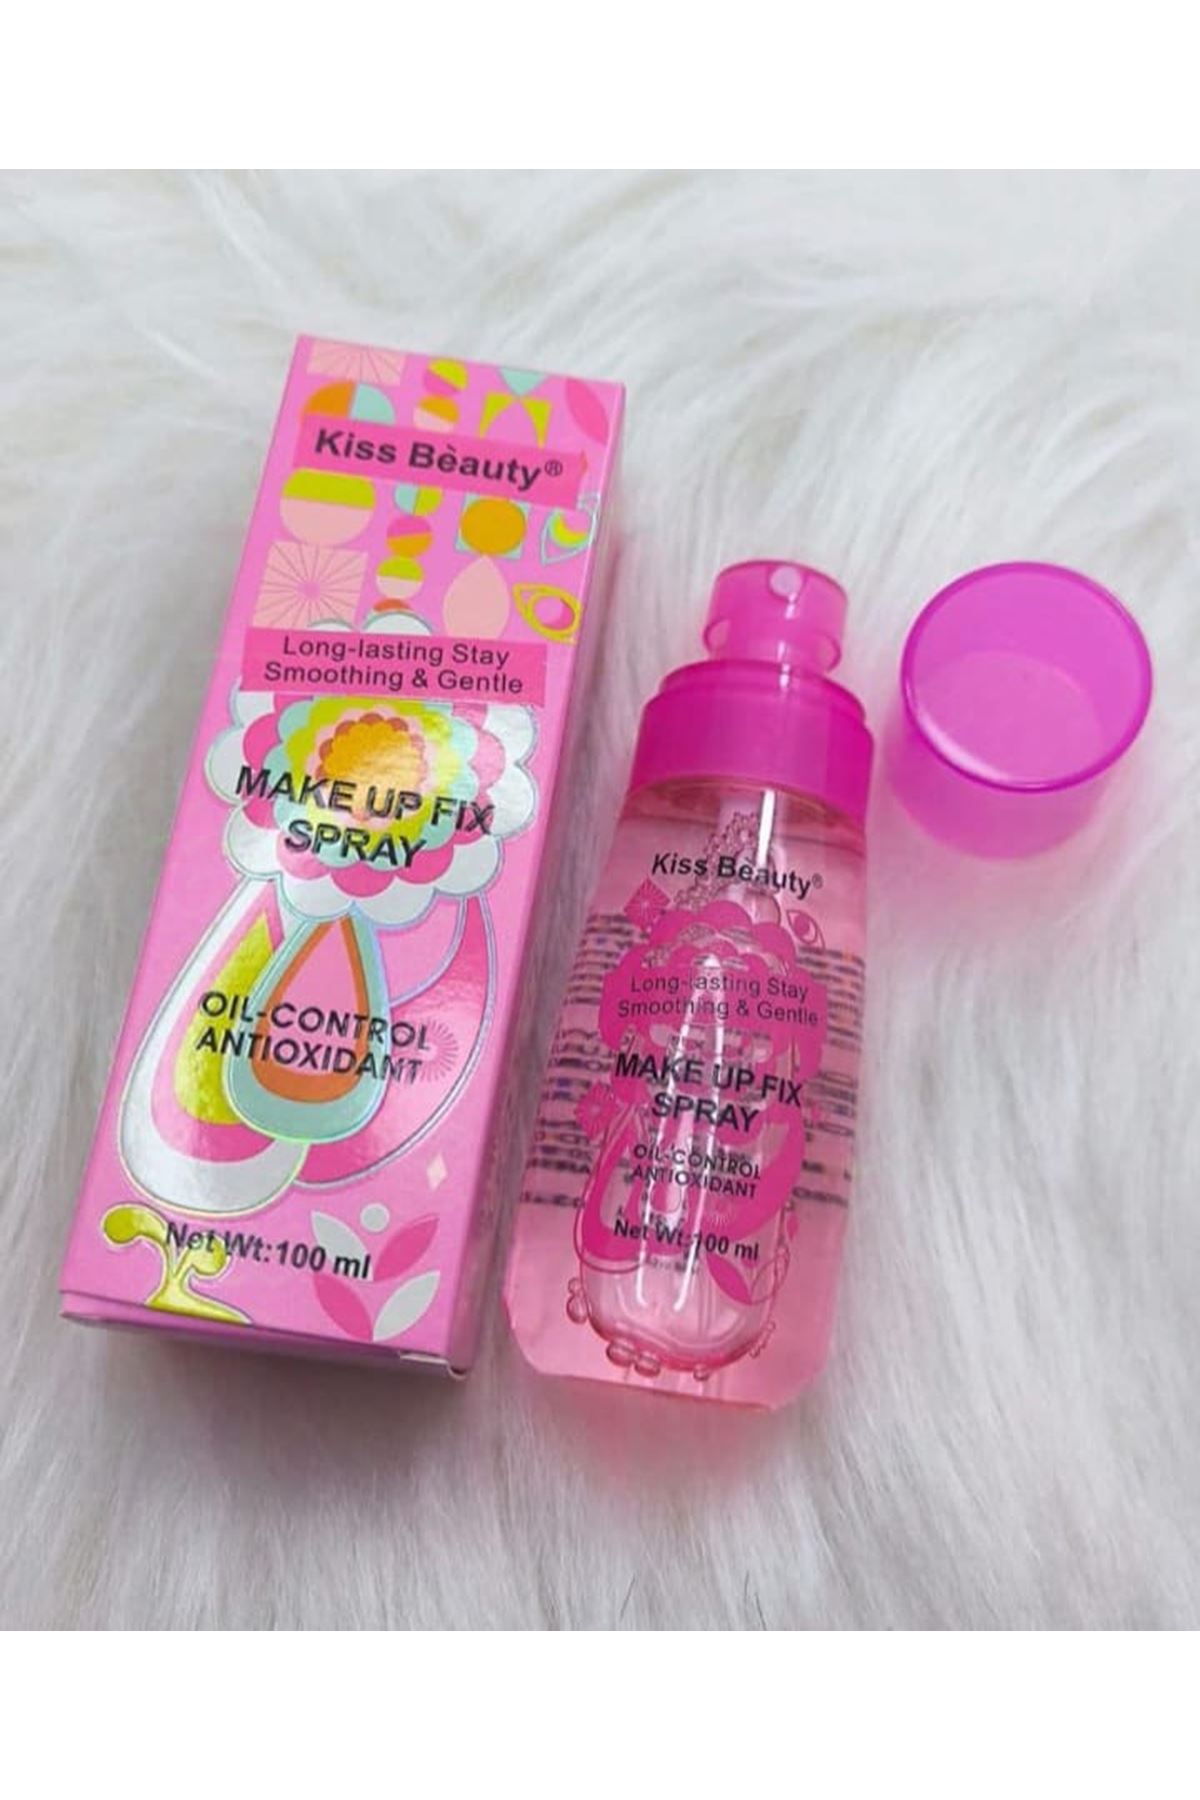 Kiss Bèauty®
Long-lasting Stay
Smoothing & Gentle
MAKE UP FIX
SPRAY
OIL-CONTROL
ANTIOXIDANT
Net Wt:100 ml
Kiss Bèauty®
Long-lasting Stay
Smoothing & Gentle
MAKE UP FIX
SPRAY
OIL-CONTROL
ANTIOXIDANT
Net Wt:100 ml